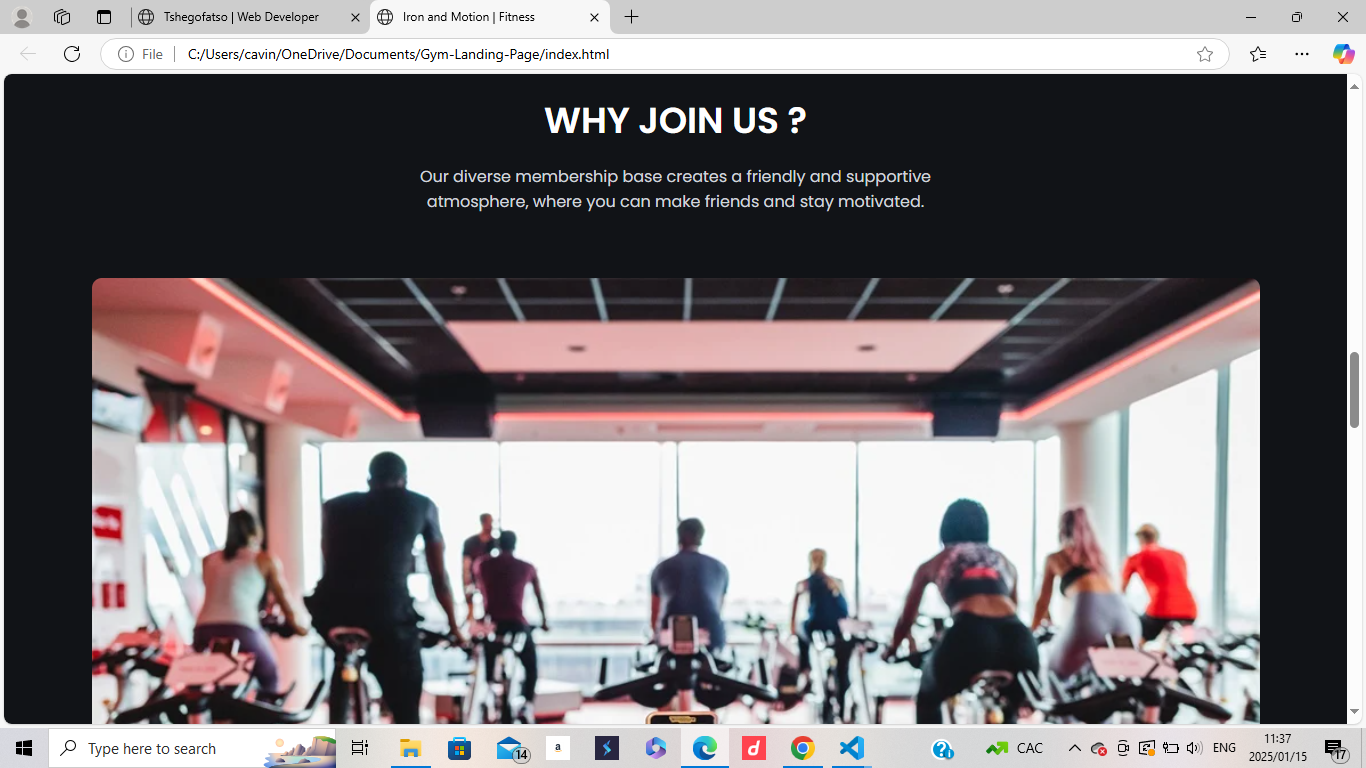 Tshegofatso | Web Developer
Iron and Motion | Fitness
File
C:/Users/cavin/OneDrive/Documents/Gym-Landing-Page/index.html
WHY JOIN US ?
Our diverse membership base creates a friendly and supportive
atmosphere, where you can make friends and stay motivated.
Type here to search
14
a
d
CAC
ENG
11:37
2025/01/15
17